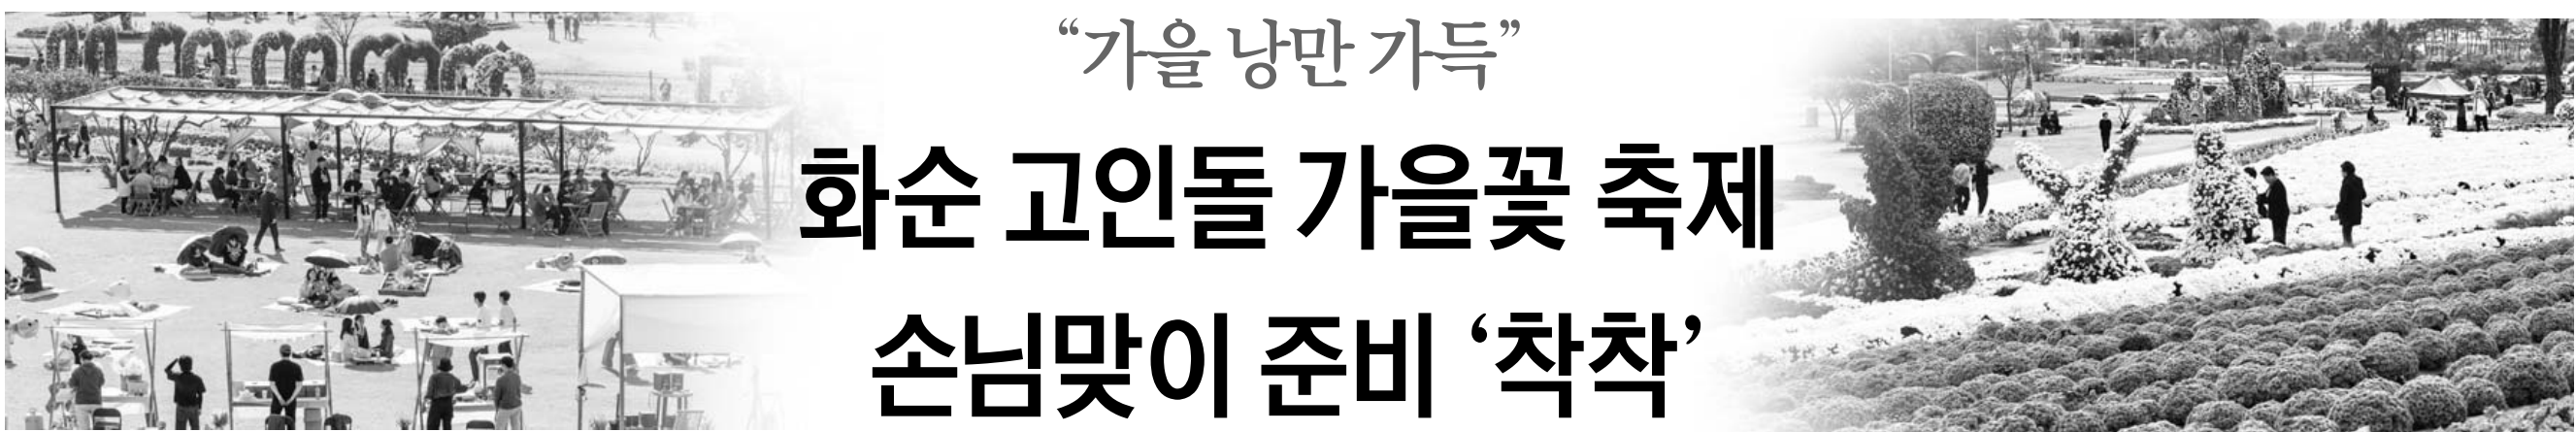 “가을 낭만 가득”
화순 고인돌 가을꽃 축제
손님맞이 준비 ‘착착’